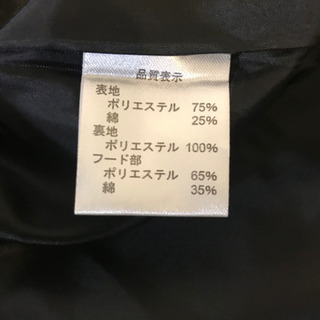 品質表示
表地
ポリエステル 75%
綿 25%
裏地
ポリエステル 100%
フード部
ポリエステル 65%
綿 35%